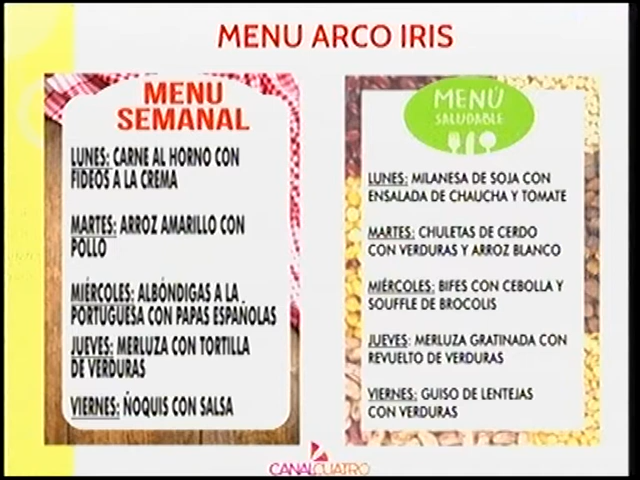 MENU ARCO IRIS
MENU
SEMANAL
LUNES: CARNE AL HORNO CON
FIDEOS A LA CREMA
MARTES: ARROZ AMARILLO CON
POLLO
MIÉRCOLES: ALBÓNDIGAS A LA
PORTUGUESA CON PAPAS ESPAÑOLAS
JUEVES: MERLUZA CON TORTILLA
DE VERDURAS
VIERNES: ÑOQUIS CON SALSA
MENÚ
SALUDABLE
LUNES: MILANESA DE SOJA CON
ENSALADA DE CHAUCHA Y TOMATE
MARTES: CHULETAS DE CERDO
CON VERDURAS Y ARROZ BLANCO
MIÉRCOLES: BIFES CON CEBOLLA Y
SOUFFLE DE BROCOLIS
JUEVES: MERLUZA GRATINADA CON
REVUELTO DE VERDURAS
VIERNES: GUISO DE LENTEJAS
CON VERDURAS
CANALCUATRO